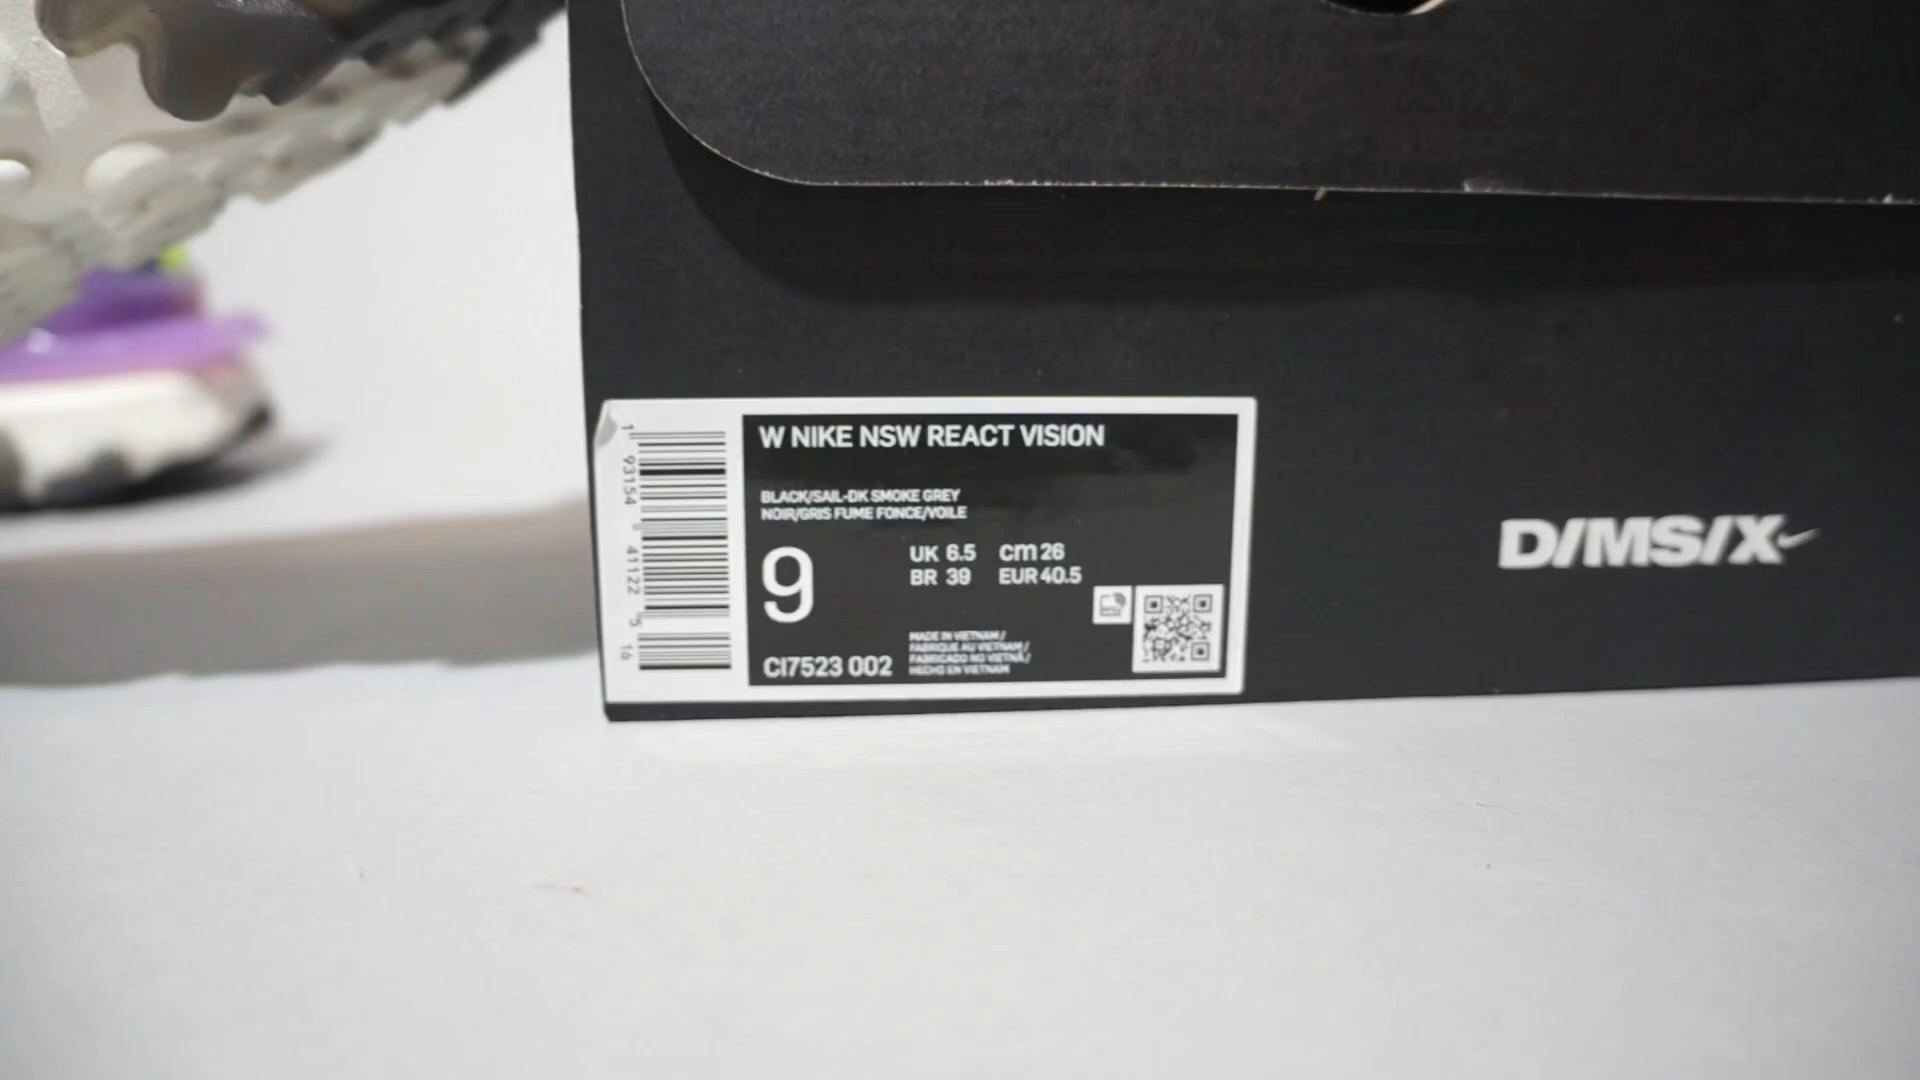 W NIKE NSW REACT VISION
BLACK/SAIL-DK SMOKE GREY
NOIR/GRIS FUME FONCE/VOILE
9
UK 6.5 cm 26
BR 39 EUR 40.5
MADE IN VIETNAM /
FABRIQUE AU VIETNAM /
FABRICADO NO VIETNÃ /
HECHO EN VIETNAM
CI7523 002
1 93154 41122 5 16
D/MS/X